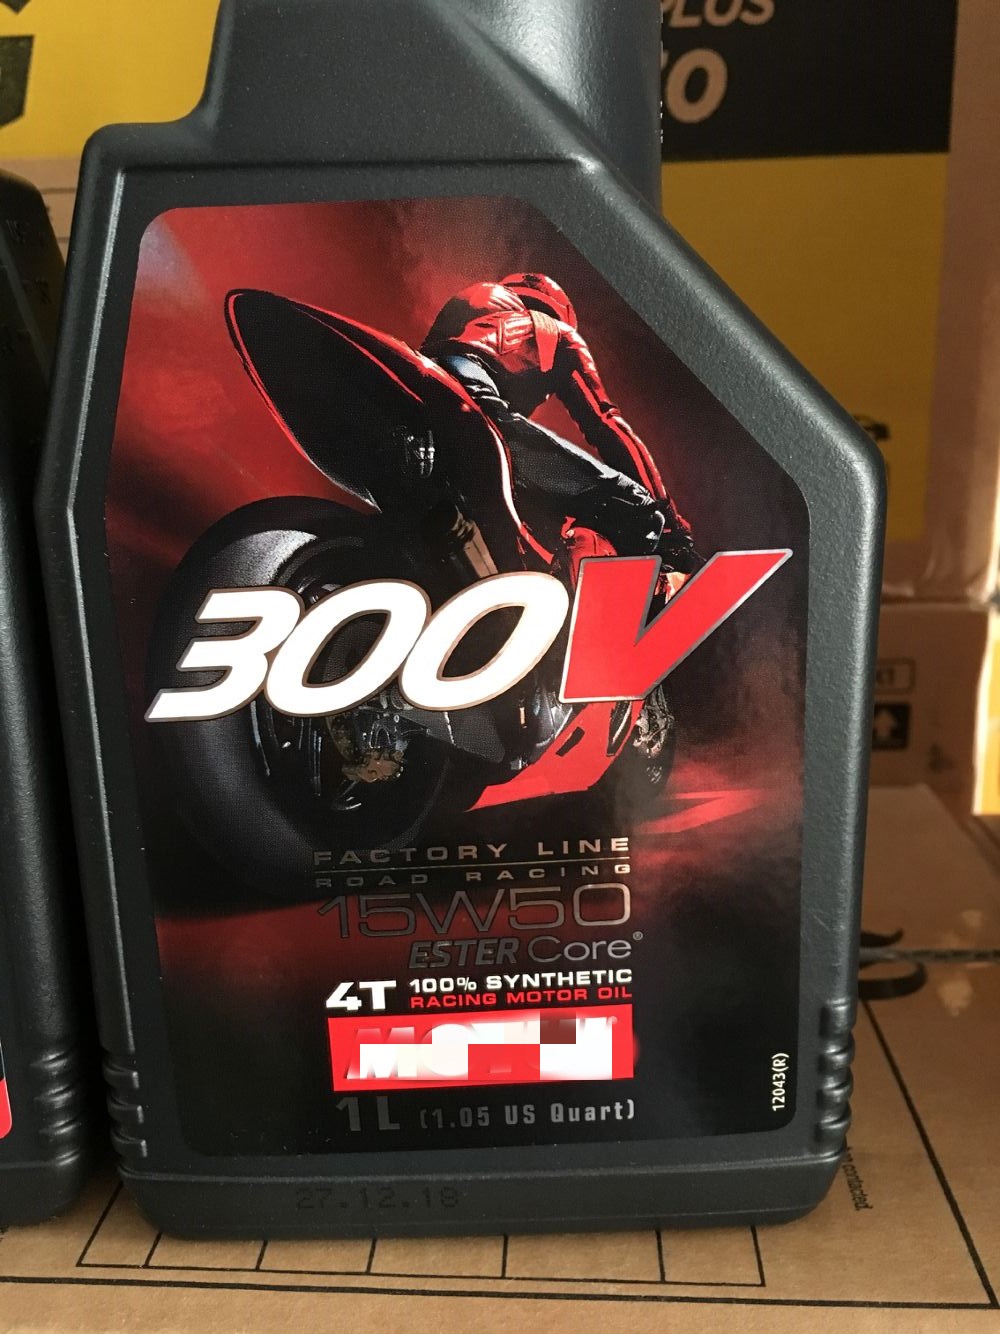 PLUS
300V
FACTORY LINE
ROAD RACING
15W50
ESTER Core®
4T 100% SYNTHETIC
RACING MOTOR OIL
1L (1.05 US Quart)
12043(R)
27.12.18
contacted.